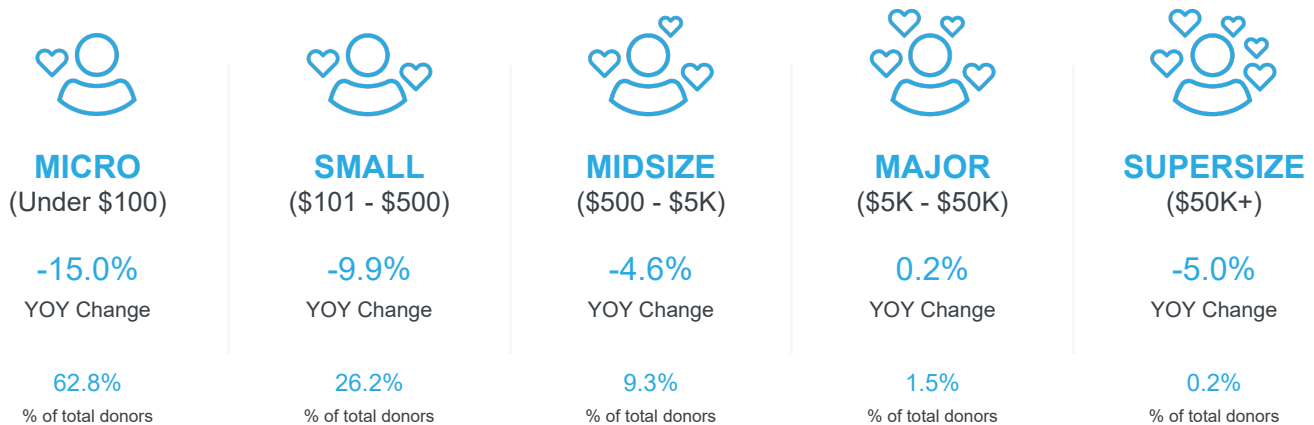 MICRO
(Under $100)
-15.0%
YOY Change
62.8%
% of total donors
SMALL
($101 - $500)
-9.9%
YOY Change
26.2%
% of total donors
MIDSIZE
($500 - $5K)
-4.6%
YOY Change
9.3%
% of total donors
MAJOR
($5K - $50K)
0.2%
YOY Change
1.5%
% of total donors
SUPERSIZE
($50K+)
-5.0%
YOY Change
0.2%
% of total donors